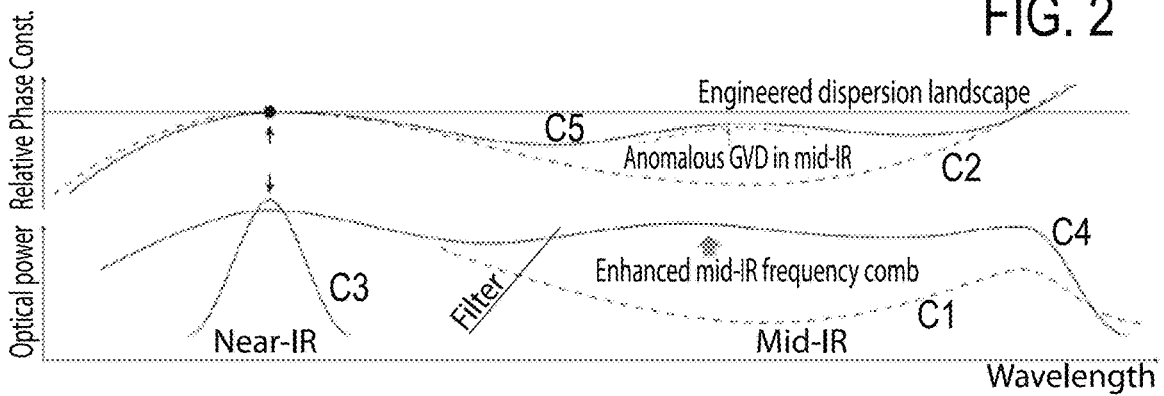 FIG. 2
Relative Phase Const.
Engineered dispersion landscape
C5
Anomalous GVD in mid-IR
C2
Optical power
C4
Enhanced mid-IR frequency comb
C3
Filter
C1
Near-IR
Mid-IR
Wavelength